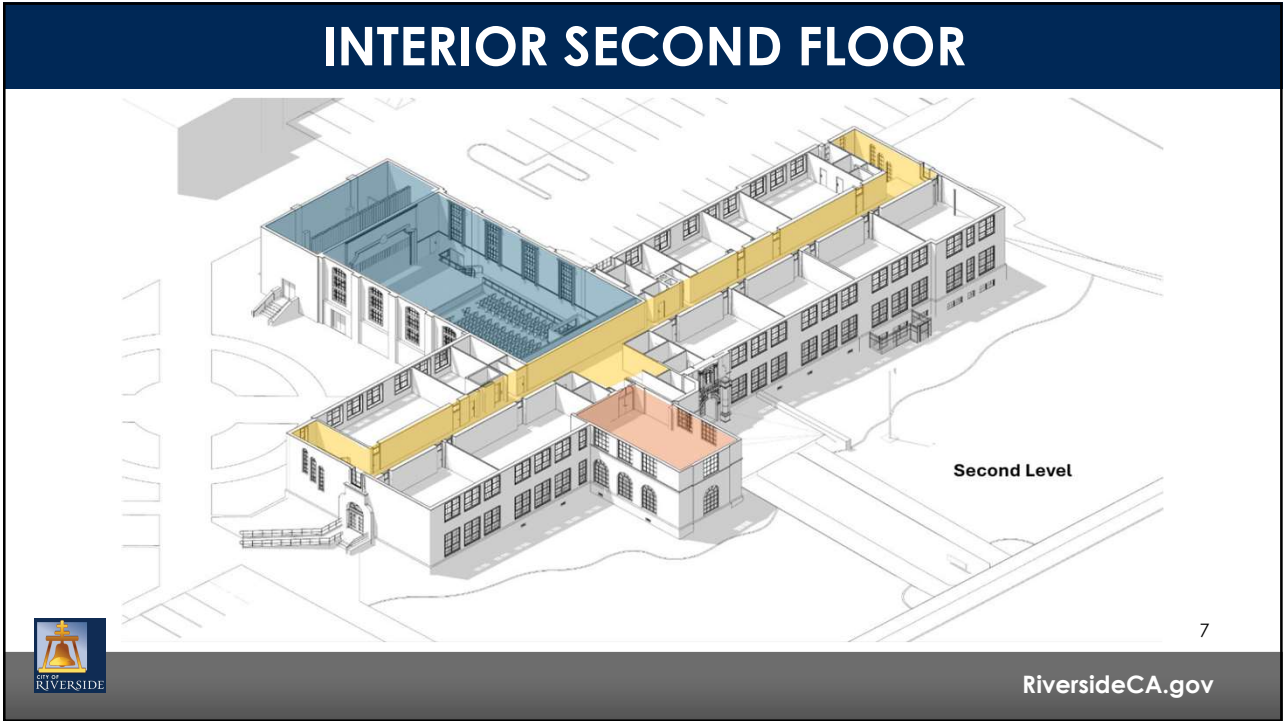 INTERIOR SECOND FLOOR
Second Level
7
CITY OF
RIVERSIDE
RiversideCA.gov